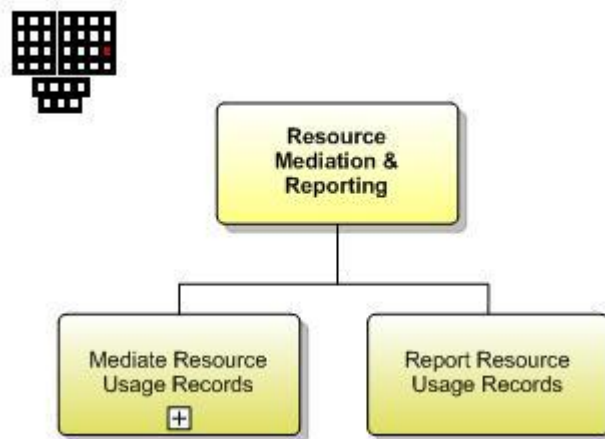 Resource
Mediation &
Reporting
Mediate Resource
Usage Records
Report Resource
Usage Records